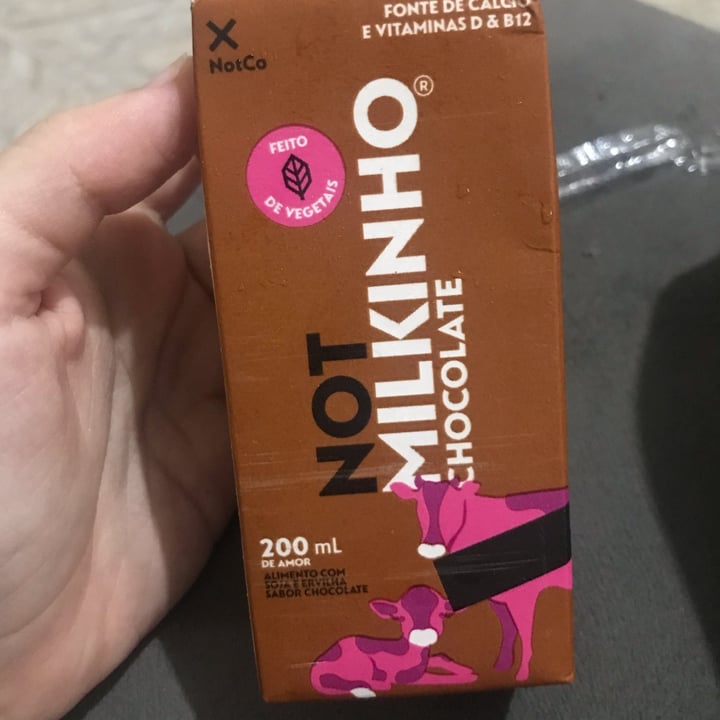 FONTE DE CÁLCIO
E VITAMINAS D & B12
NotCo
FEITO
DE VEGETAIS
NOT
MILKINHO®
CHOCOLATE
200 mL
DE AMOR
ALIMENTO COM
SOJA E ERVILHA
SABOR CHOCOLATE